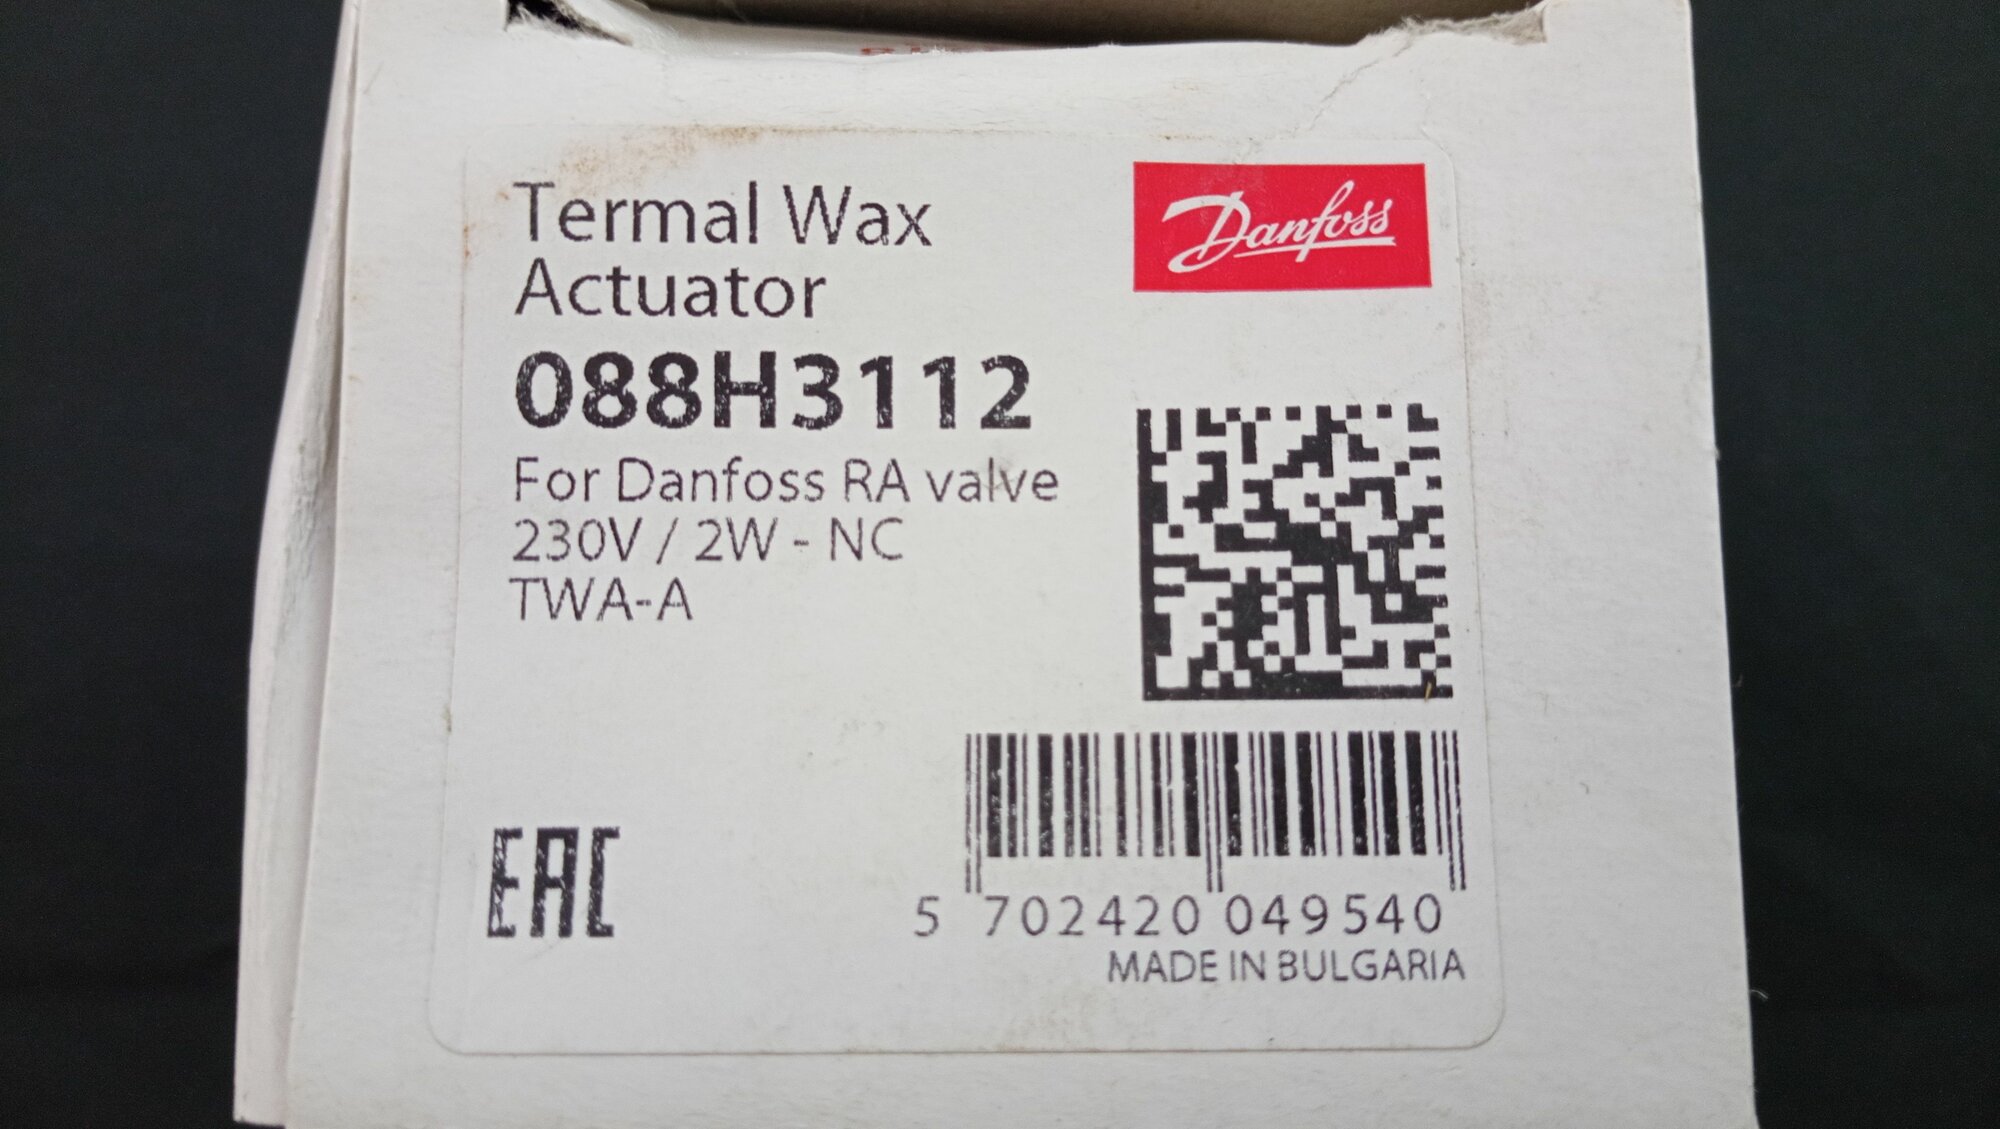 Termal Wax
Actuator
Danfoss
088H3112
For Danfoss RA valve
230V / 2W - NC
TWA-A
EAC
5 702420 049540
MADE IN BULGARIA